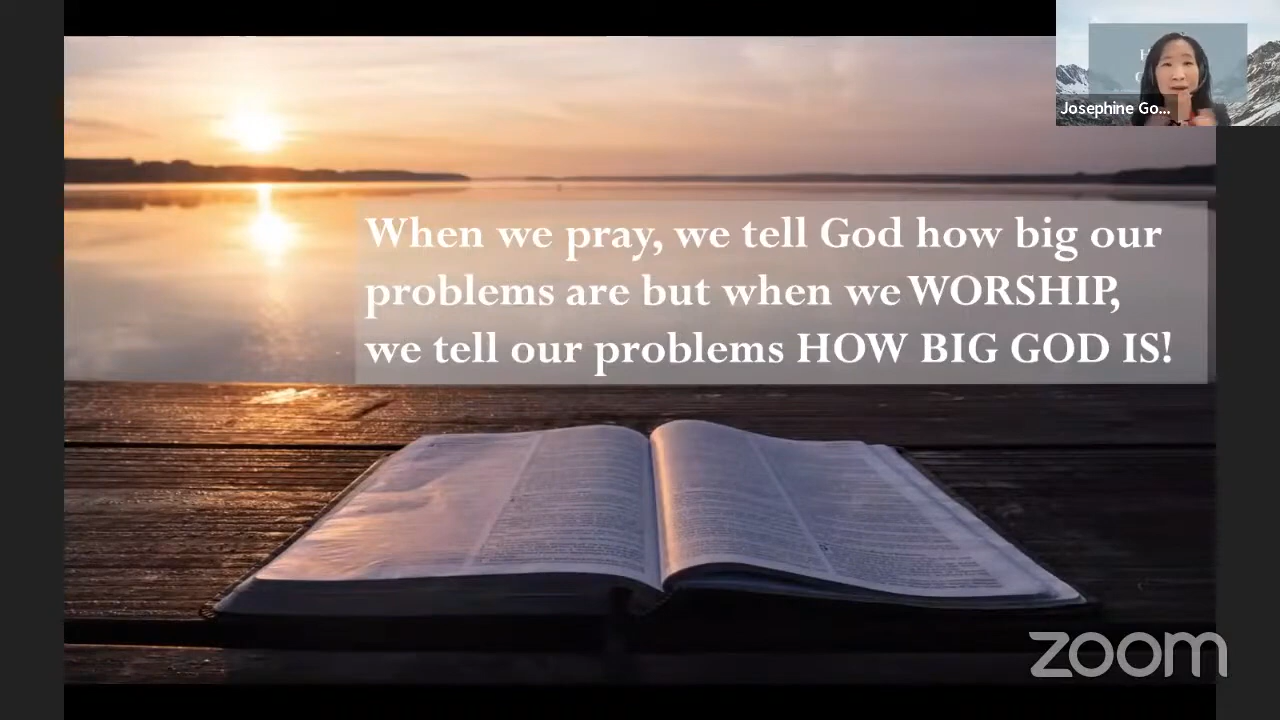 Josephine Go...
When we pray, we tell God how big our
problems are but when we WORSHIP,
we tell our problems HOW BIG GOD IS!
zoom